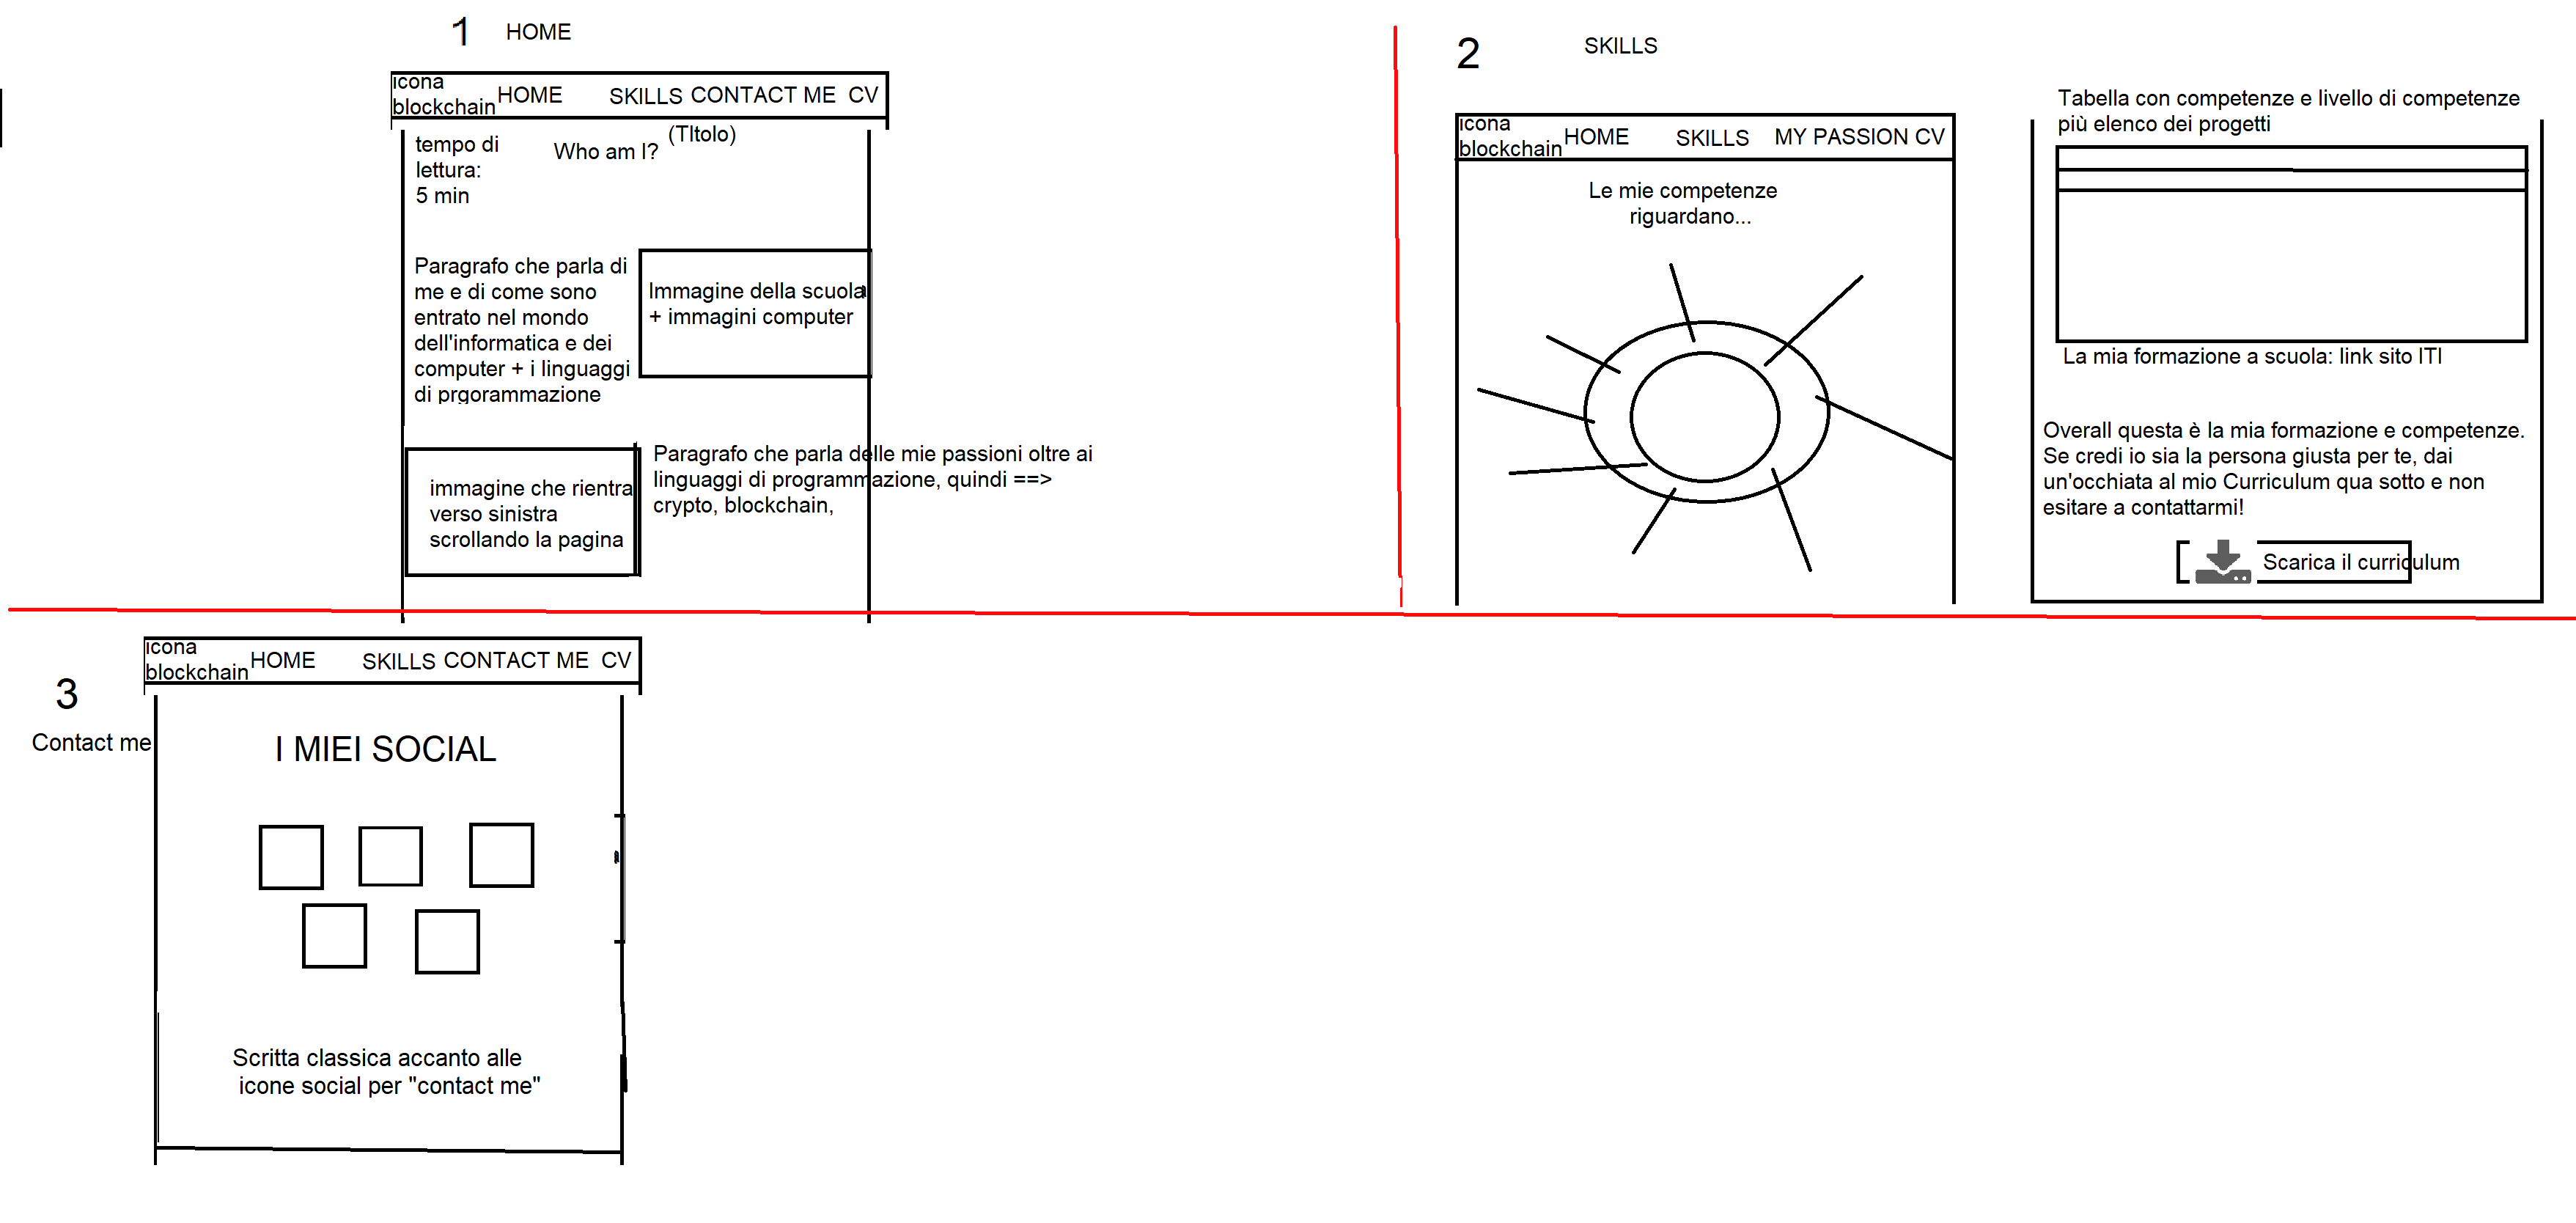 1
HOME
icona
blockchain
HOME
SKILLS
CONTACT ME
CV
tempo di
lettura:
5 min
Who am I?
(TItolo)
Paragrafo che parla di
me e di come sono
entrato nel mondo
dell'informatica e dei
computer + i linguaggi
di prgorammazione
Immagine della scuola
+ immagini computer
immagine che rientra
verso sinistra
scrollando la pagina
Paragrafo che parla delle mie passioni oltre ai
linguaggi di programmazione, quindi ==>
crypto, blockchain,
2
SKILLS
icona
blockchain
HOME
SKILLS
MY PASSION
CV
Le mie competenze
riguardano...
Tabella con competenze e livello di competenze
più elenco dei progetti
La mia formazione a scuola: link sito ITI
Overall questa è la mia formazione e competenze.
Se credi io sia la persona giusta per te, dai
un'occhiata al mio Curriculum qua sotto e non
esitare a contattarmi!
Scarica il curriculum
3
Contact me
icona
blockchain
HOME
SKILLS
CONTACT ME
CV
I MIEI SOCIAL
Scritta classica accanto alle
icone social per "contact me"